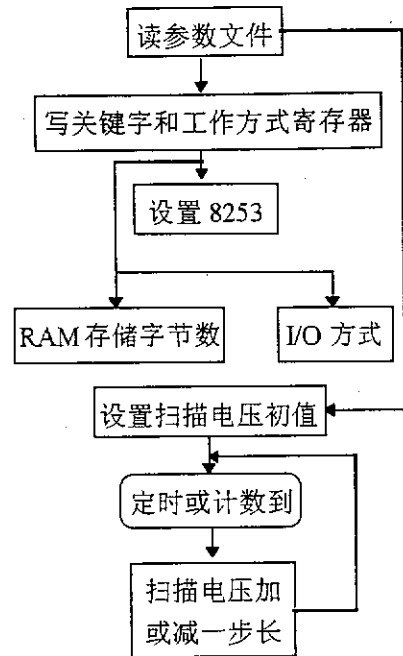 读参数文件
写关键字和工作方式寄存器
设置 8253
RAM 存储字节数
I/O 方式
设置扫描电压初值
定时或计数到
扫描电压加
或减一步长